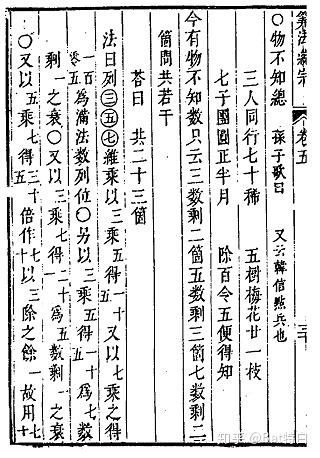 算法統宗 卷五
○物不知總 孫子歌曰 又云韓信點兵也
三人同行七十稀 五樹梅花廿一枝
七子團圓正半月 除百令五便得知
今有物不知數只云三數剩二箇五數剩三箇七數剩二
箇問共若干
荅曰 共二十三箇
法曰列三五七維乘以三乘五得一十五又以七乘之得
一百零五為滿法數列位○另以三乘五得一十五為七數
剩一之衰○又以三乘七得二十一為五數剩一之衰
○又以五乘七得三十五倍作七十以三除之餘一故用七十
知乎